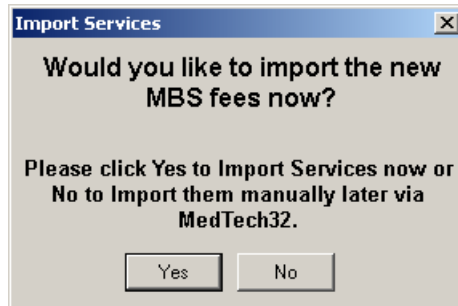 Import Services
Would you like to import the new
MBS fees now?
Please click Yes to Import Services now or
No to Import them manually later via
MedTech32.
Yes No